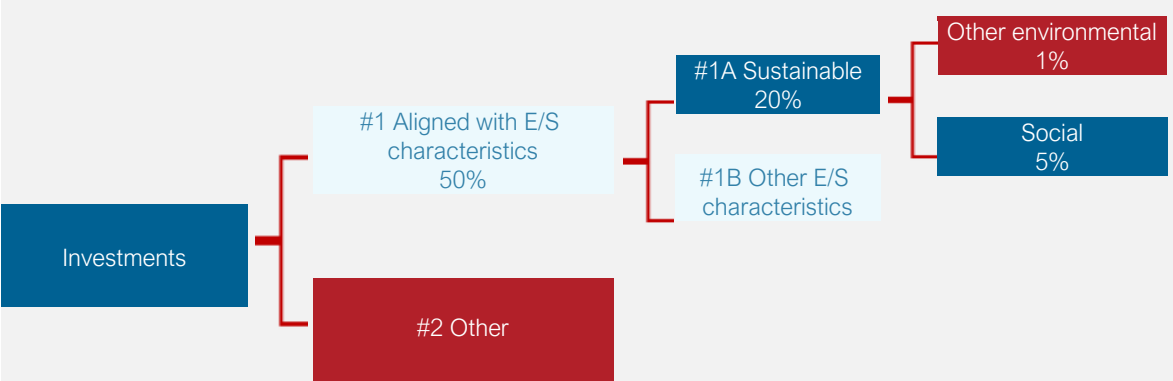 Investments
#1 Aligned with E/S
characteristics
50%
#2 Other
#1A Sustainable
20%
#1B Other E/S
characteristics
Other environmental
1%
Social
5%